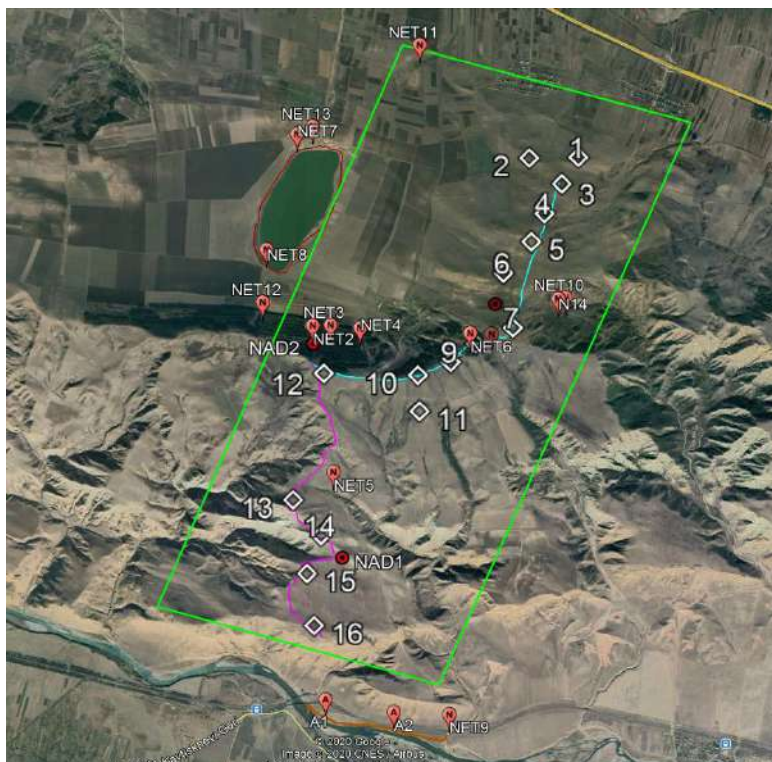 NET11
NET13
NET7
2
1
3
4
5
NET8
6
NET12
NET10
N14
NET3
NET4
7
NET2
NET6
NAD2
9
12
10
11
NET5
13
14
NAD1
15
16
A1
A2
NET9
© 2020 Google
Image © 2020 CNES / Airbus